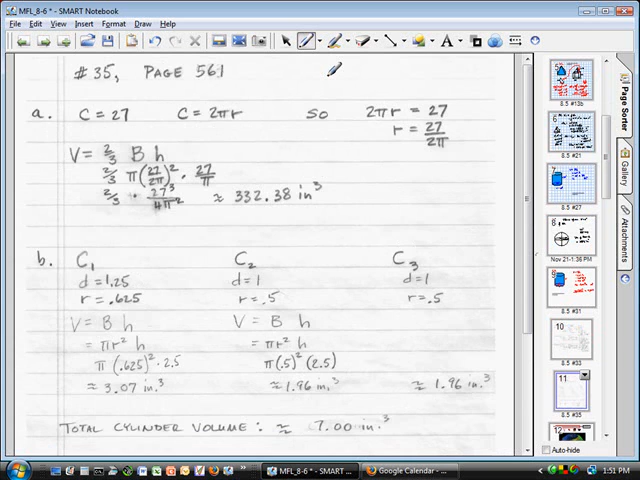 MFL_8-6 * - SMART Notebook
File Edit View Insert Format Draw Help
#35, PAGE 561
a. C = 27 C = 2πr SO 2πr = 27
r = 27/2π
V = 2/3 B h
2/3 π(27/2π)² · 27/π
2/3 · 27³/4π² ≈ 332.38 in³
b. C₁ C₂ C₃
d = 1.25 d = 1 d = 1
r = .625 r = .5 r = .5
V = B h V = B h
= πr² h = πr² h
π(.625)² · 2.5 π(.5)² (2.5)
≈ 3.07 in.³ ≈ 1.96 in.³ ≈ 1.96 in.³
TOTAL CYLINDER VOLUME: ≈ 7.00 in.³
Page Sorter
Gallery
Attachments
8.5 #13b
8.5 #21
8.5 #27
Nov 21-1:36 PM
8.5 #31
10
8.5 #33
11
8.5 #35
12
Auto-hide
MFL_8-6 * - SMART ...
Google Calendar - M...
1:51 PM